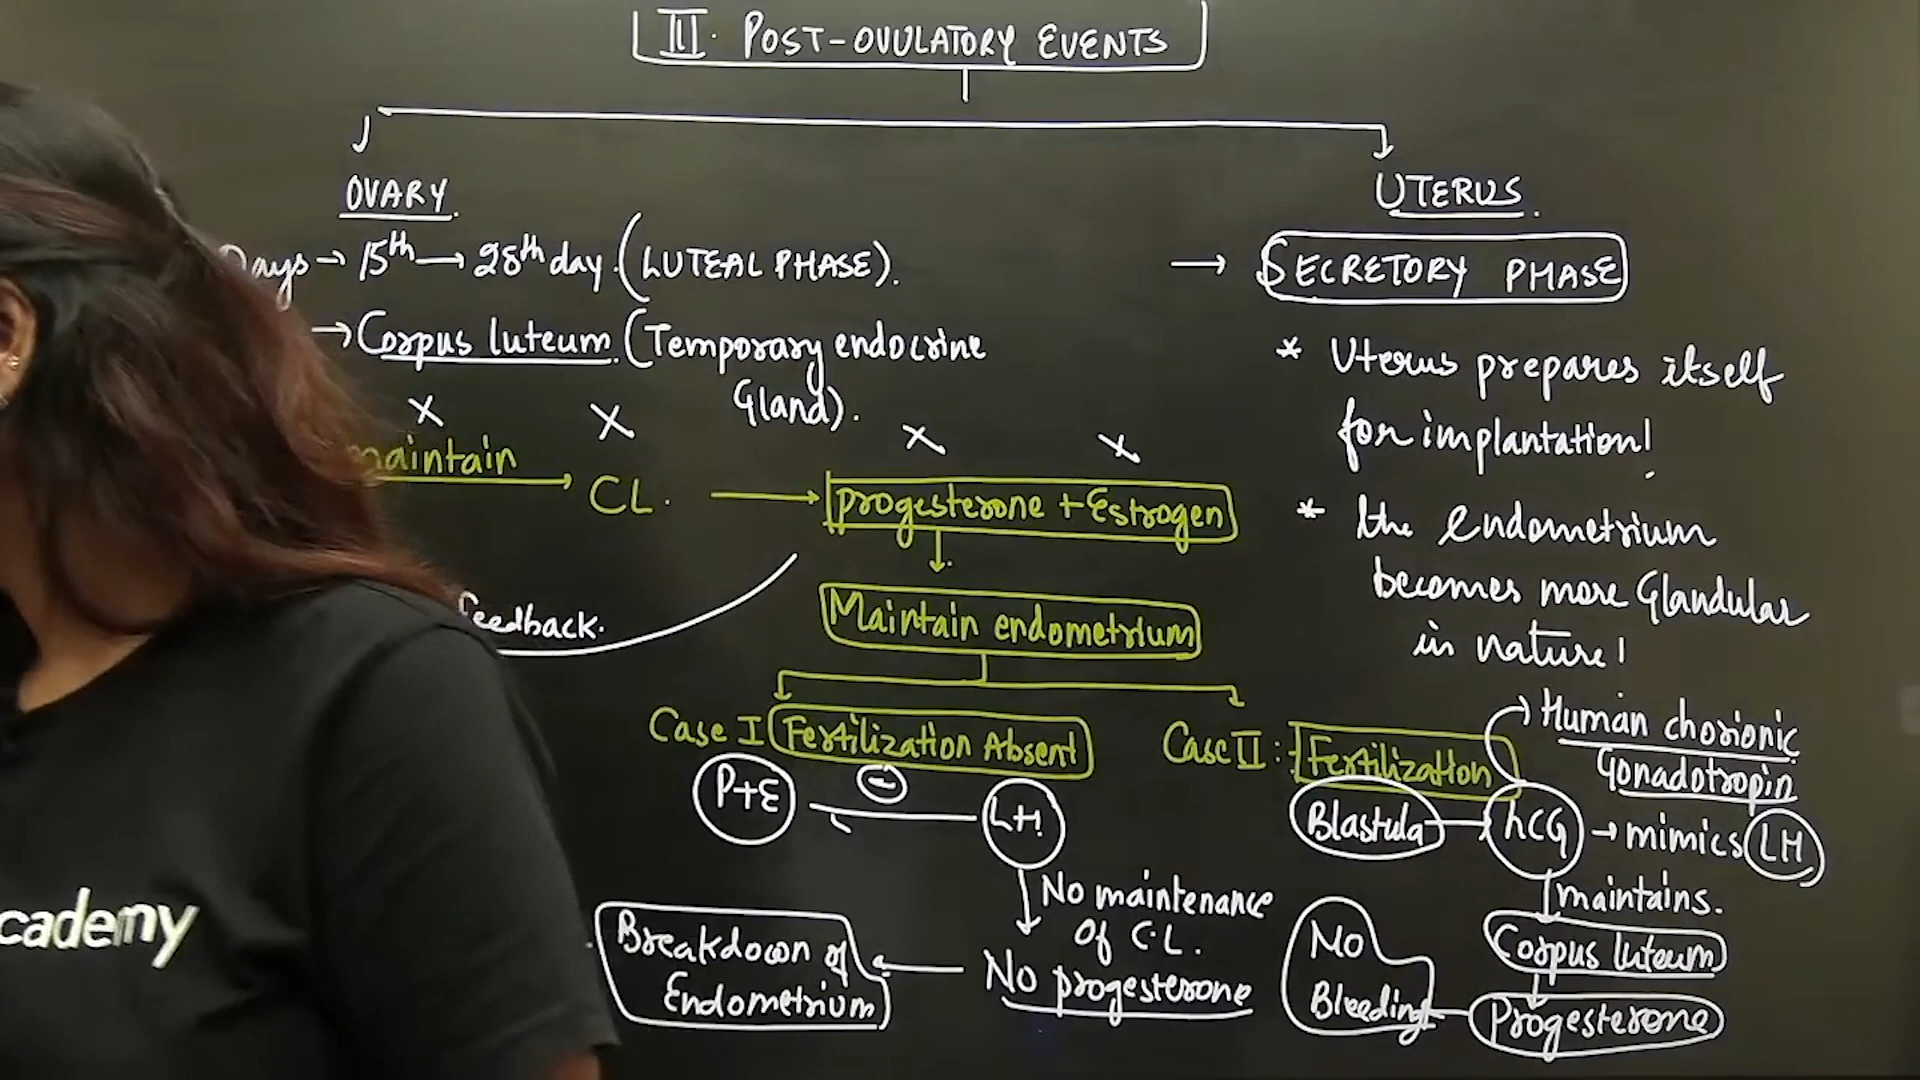 III. POST-OVULATORY EVENTS
OVARY.
Days → 15th → 28th day. (LUTEAL PHASE).
→ Corpus luteum. (Temporary endocrine
Gland).
x x x x
maintain
CL. → progesterone + Estrogen
feedback.
Maintain endometrium
Case I Fertilization Absent
P+E (-) LH.
No maintenance
of C.L.
No progesterone
Breakdown of
Endometrium
UTERUS.
→ SECRETORY PHASE
* Uterus prepares itself
for implantation!
* the Endometrium
becomes more Glandular
in nature!
Case II :- Fertilization
Human chorionic
Gonadotropin
Blastula hCG → mimics LH
maintains.
Corpus luteum
Progesterone
No
Bleeding
cademy